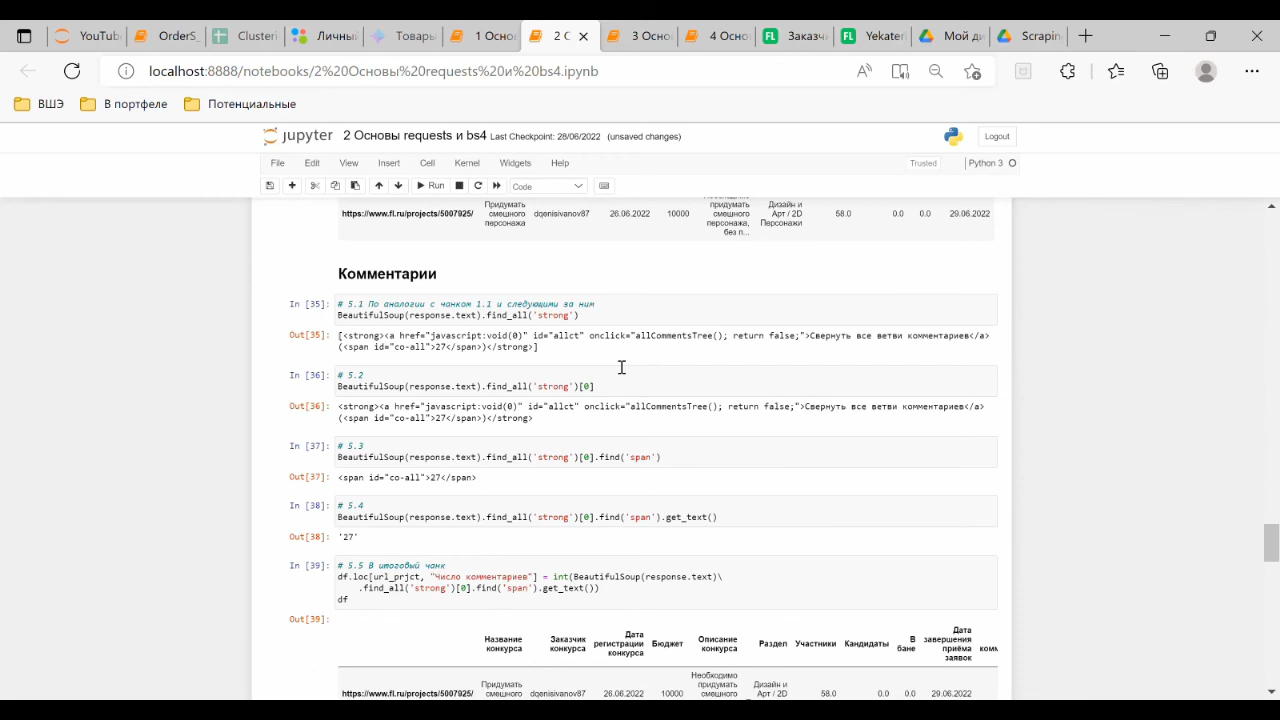 YouTub
OrderS
Clusteri
Личный
Товары
1 Осно
2 О
3 Осно
4 Осно
FL Заказчи
FL Yekateri
Мой ди
Scrapin
localhost:8888/notebooks/2%20Основы%20requests%20и%20bs4.ipynb
ВШЭ
В портфеле
Потенциальные
jupyter 2 Основы requests и bs4 Last Checkpoint: 28/06/2022 (unsaved changes)
Logout
File Edit View Insert Cell Kernel Widgets Help
Trusted
Python 3
Run
Code
https://www.fl.ru/projects/5007925/ Придумать смешного персонажа dqenisivanov87 26.06.2022 10000 придумать смешного персонажа, без п... Дизайн и Арт / 2D Персонажи 58.0 0.0 0.0 29.06.2022
Комментарии
In [35]: # 5.1 По аналогии с чанком 1.1 и следующими за ним
BeautifulSoup(response.text).find_all('strong')
Out[35]: [<strong><a href="javascript:void(0)" id="allct" onclick="allCommentsTree(); return false;">Свернуть все ветви комментариев</a>
(<span id="co-all">27</span>)</strong>]
In [36]: # 5.2
BeautifulSoup(response.text).find_all('strong')[0]
Out[36]: <strong><a href="javascript:void(0)" id="allct" onclick="allCommentsTree(); return false;">Свернуть все ветви комментариев</a>
(<span id="co-all">27</span>)</strong>
In [37]: # 5.3
BeautifulSoup(response.text).find_all('strong')[0].find('span')
Out[37]: <span id="co-all">27</span>
In [38]: # 5.4
BeautifulSoup(response.text).find_all('strong')[0].find('span').get_text()
Out[38]: '27'
In [39]: # 5.5 В итоговый чанк
df.loc[url_prjct, "Число комментариев"] = int(BeautifulSoup(response.text)\
.find_all('strong')[0].find('span').get_text())
df
Out[39]:
Название конкурса Заказчик конкурса Дата регистрации конкурса Бюджет Описание конкурса Раздел Участники Кандидаты В бане Дата завершения приёма заявок комм
https://www.fl.ru/projects/5007925/ Придумать смешного dqenisivanov87 26.06.2022 10000 Необходимо придумать смешного Дизайн и Арт / 2D 58.0 0.0 0.0 29.06.2022